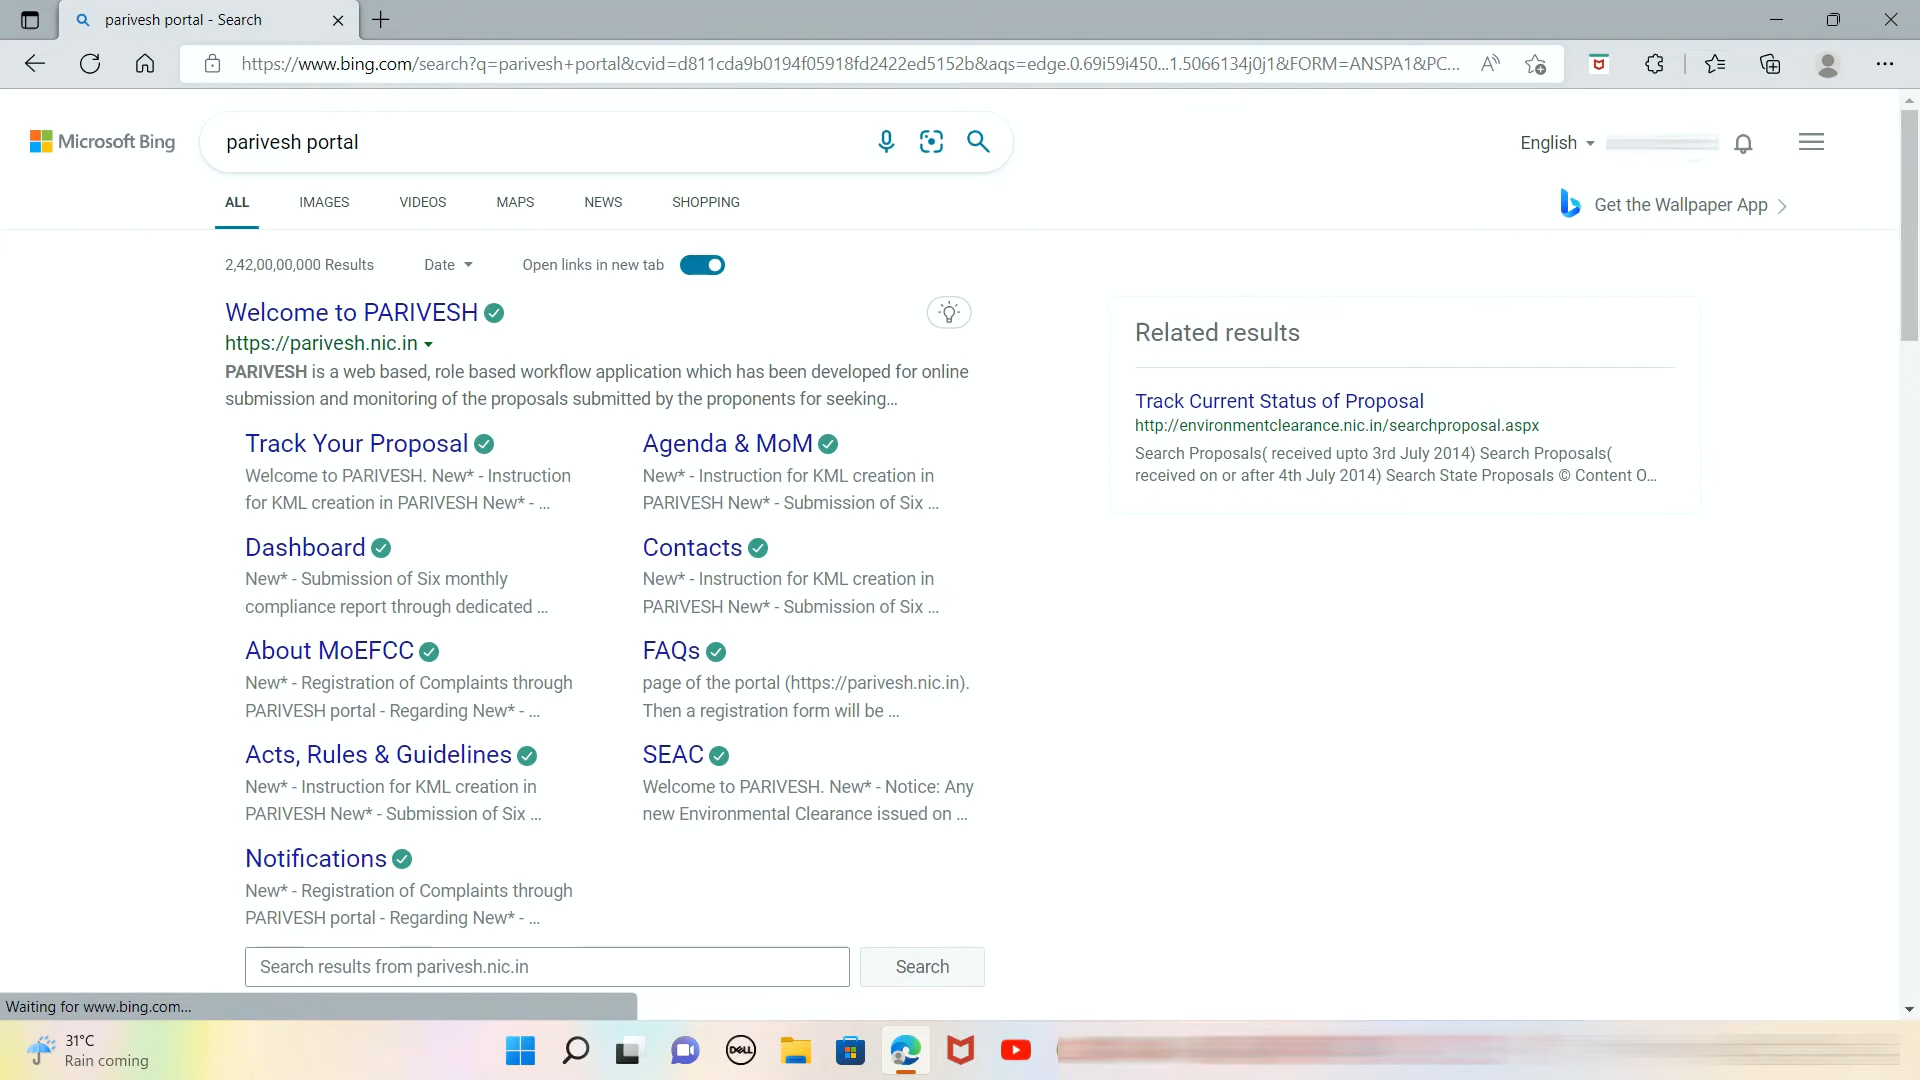 parivesh portal - Search
https://www.bing.com/search?q=parivesh+portal&cvid=d811cda9b0194f05918fd2422ed5152b&aqs=edge.0.69i59i450...1.5066134j0j1&FORM=ANSPA1&PC...
Microsoft Bing
parivesh portal
English
ALL IMAGES VIDEOS MAPS NEWS SHOPPING
Get the Wallpaper App
2,42,00,00,000 Results Date Open links in new tab
Welcome to PARIVESH
https://parivesh.nic.in
PARIVESH is a web based, role based workflow application which has been developed for online
submission and monitoring of the proposals submitted by the proponents for seeking...
Track Your Proposal
Welcome to PARIVESH. New* - Instruction
for KML creation in PARIVESH New* - ...
Agenda & MoM
New* - Instruction for KML creation in
PARIVESH New* - Submission of Six ...
Dashboard
New* - Submission of Six monthly
compliance report through dedicated ...
Contacts
New* - Instruction for KML creation in
PARIVESH New* - Submission of Six ...
About MoEFCC
New* - Registration of Complaints through
PARIVESH portal - Regarding New* - ...
FAQs
page of the portal (https://parivesh.nic.in).
Then a registration form will be ...
Acts, Rules & Guidelines
New* - Instruction for KML creation in
PARIVESH New* - Submission of Six ...
SEAC
Welcome to PARIVESH. New* - Notice: Any
new Environmental Clearance issued on ...
Notifications
New* - Registration of Complaints through
PARIVESH portal - Regarding New* - ...
Search results from parivesh.nic.in
Search
Related results
Track Current Status of Proposal
http://environmentclearance.nic.in/searchproposal.aspx
Search Proposals( received upto 3rd July 2014) Search Proposals(
received on or after 4th July 2014) Search State Proposals © Content O...
Waiting for www.bing.com...
31°C
Rain coming
DELL